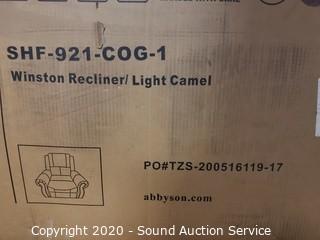 SHF-921-COG-1
Winston Recliner/ Light Camel
PO#TZS-200516119-17
abbyson.com
Copyright 2020 - Sound Auction Service